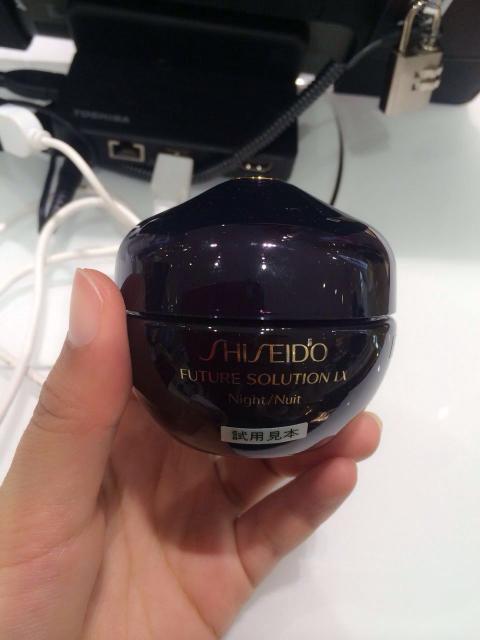 TOSHIBA
SHISEIDO
FUTURE SOLUTION LX
Night/Nuit
試用見本